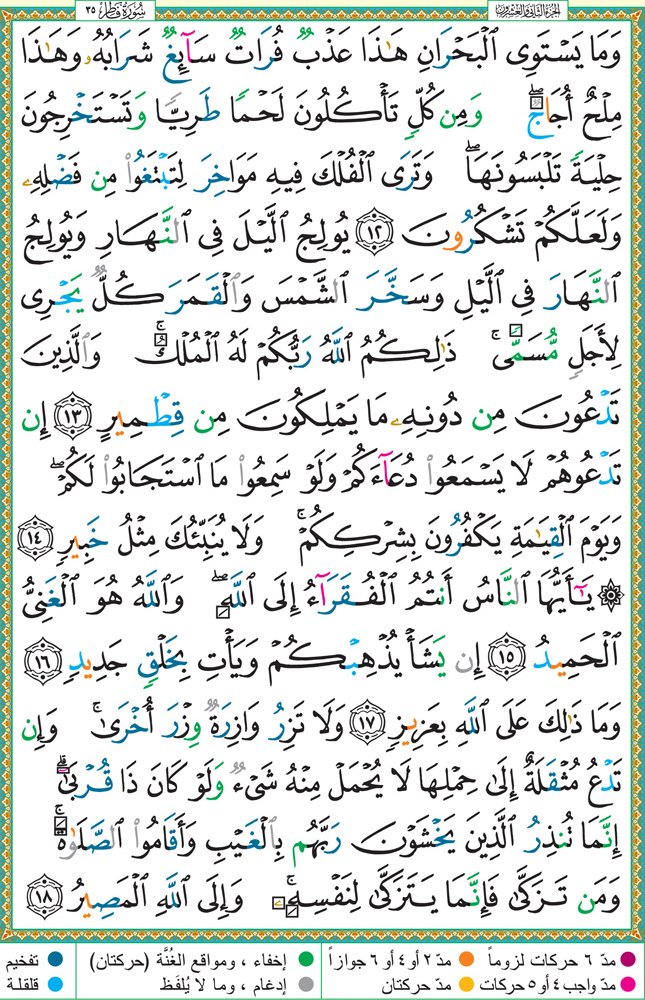 الجزء الثاني والعشرون سورة فاطر ٣٥
وَمَا يَسْتَوِى ٱلْبَحْرَانِ هَـٰذَا عَذْبٌ فُرَاتٌ سَآئِغٌ شَرَابُهُۥ وَهَـٰذَا
مِلْحٌ أُجَاجٌ ۖ وَمِن كُلٍّ تَأْكُلُونَ لَحْمًا طَرِيًّا وَتَسْتَخْرِجُونَ
حِلْيَةً تَلْبَسُونَهَا ۖ وَتَرَى ٱلْفُلْكَ فِيهِ مَوَاخِرَ لِتَبْتَغُوا۟ مِن فَضْلِهِۦ
وَلَعَلَّكُمْ تَشْكُرُونَ ١٢ يُولِجُ ٱلَّيْلَ فِى ٱلنَّهَارِ وَيُولِجُ
ٱلنَّهَارَ فِى ٱلَّيْلِ وَسَخَّرَ ٱلشَّمْسَ وَٱلْقَمَرَ كُلٌّ يَجْرِى
لِأَجَلٍ مُّسَمًّى ۚ ذَٰلِكُمُ ٱللَّهُ رَبُّكُمْ لَهُ ٱلْمُلْكُ ۚ وَٱلَّذِينَ
تَدْعُونَ مِن دُونِهِۦ مَا يَمْلِكُونَ مِن قِطْمِيرٍ ١٣ إِن
تَدْعُوهُمْ لَا يَسْمَعُوا۟ دُعَآءَكُمْ وَلَوْ سَمِعُوا۟ مَا ٱسْتَجَابُوا۟ لَكُمْ ۖ
وَيَوْمَ ٱلْقِيَـٰمَةِ يَكْفُرُونَ بِشِرْكِكُمْ ۚ وَلَا يُنَبِّئُكَ مِثْلُ خَبِيرٍ ١٤
۞ يَـٰٓأَيُّهَا ٱلنَّاسُ أَنتُمُ ٱلْفُقَرَآءُ إِلَى ٱللَّهِ ۖ وَٱللَّهُ هُوَ ٱلْغَنِىُّ
ٱلْحَمِيدُ ١٥ إِن يَشَأْ يُذْهِبْكُمْ وَيَأْتِ بِخَلْقٍ جَدِيدٍ ١٦
وَمَا ذَٰلِكَ عَلَى ٱللَّهِ بِعَزِيزٍ ١٧ وَلَا تَزِرُ وَازِرَةٌ وِزْرَ أُخْرَىٰ ۚ وَإِن
تَدْعُ مُثْقَلَةٌ إِلَىٰ حِمْلِهَا لَا يُحْمَلْ مِنْهُ شَىْءٌ وَلَوْ كَانَ ذَا قُرْبَىٰٓ ۗ
إِنَّمَا تُنذِرُ ٱلَّذِينَ يَخْشَوْنَ رَبَّهُم بِٱلْغَيْبِ وَأَقَامُوا۟ ٱلصَّلَوٰةَ ۚ
وَمَن تَزَكَّىٰ فَإِنَّمَا يَتَزَكَّىٰ لِنَفْسِهِۦ ۚ وَإِلَى ٱللَّهِ ٱلْمَصِيرُ ١٨
مدّ ٦ حركات لزوماً مدّ ٢ أو ٤ أو ٦ جوازاً إخفاء ، ومواقع الغُنَّة (حركتان) تفخيم
مدّ واجب ٤ أو ٥ حركات مدّ حركتان إدغام ، وما لا يُلفَظ قلقلة